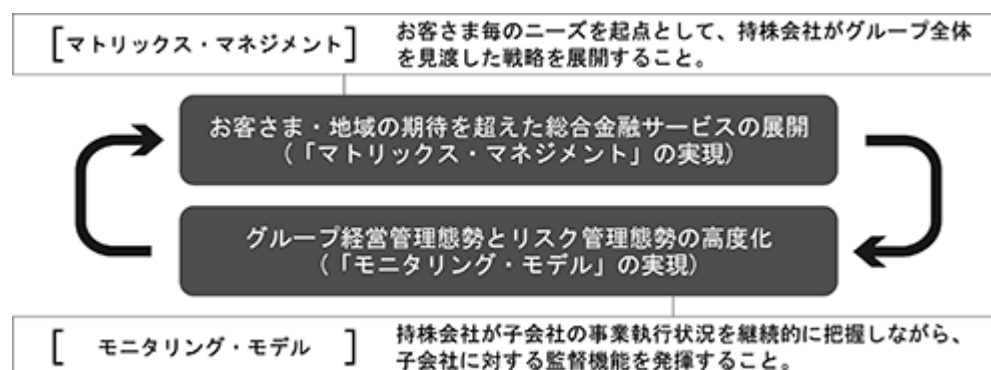 [マトリックス・マネジメント] お客さま毎のニーズを起点として、持株会社がグループ全体
を見渡した戦略を展開すること。
お客さま・地域の期待を超えた総合金融サービスの展開
(「マトリックス・マネジメント」の実現)
グループ経営管理態勢とリスク管理態勢の高度化
(「モニタリング・モデル」の実現)
[モニタリング・モデル] 持株会社が子会社の事業執行状況を継続的に把握しながら、
子会社に対する監督機能を発揮すること。